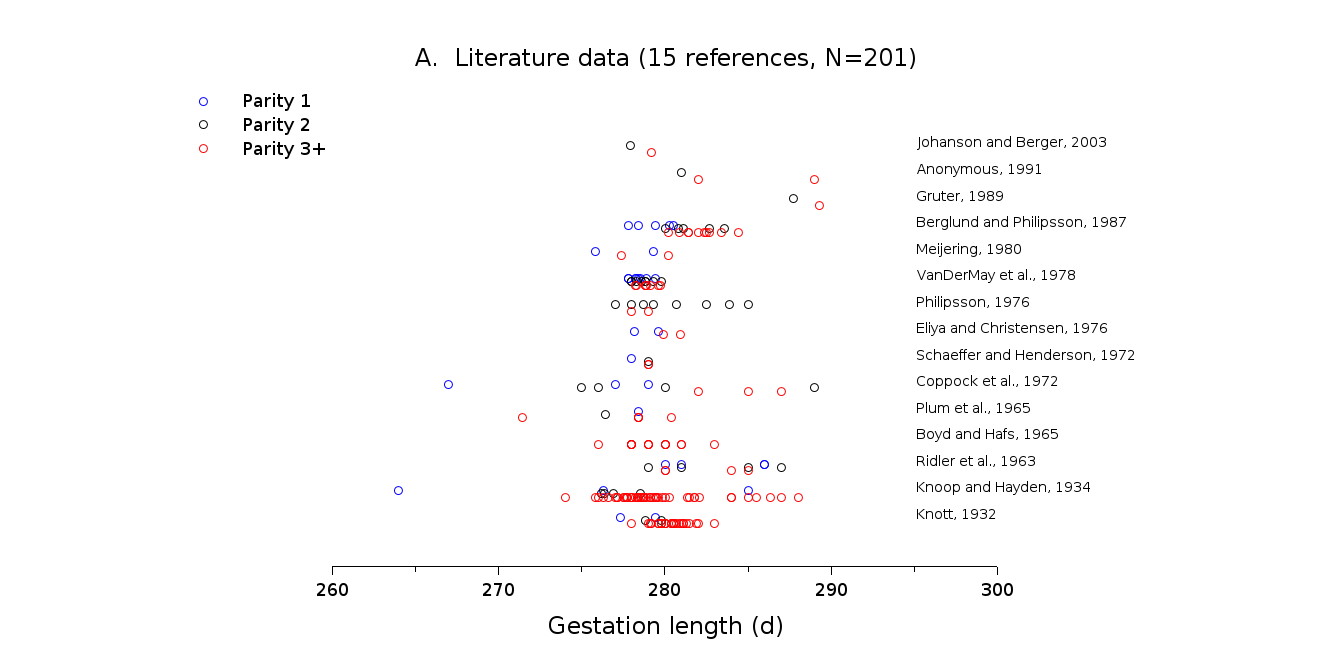 A.  Literature data (15 references, N=201)
Parity 1
Parity 2
Parity 3+
Johanson and Berger, 2003
Anonymous, 1991
Gruter, 1989
Berglund and Philipsson, 1987
Meijering, 1980
VanDerMay et al., 1978
Philipsson, 1976
Eliya and Christensen, 1976
Schaeffer and Henderson, 1972
Coppock et al., 1972
Plum et al., 1965
Boyd and Hafs, 1965
Ridler et al., 1963
Knoop and Hayden, 1934
Knott, 1932
260 270 280 290 300
Gestation length (d)